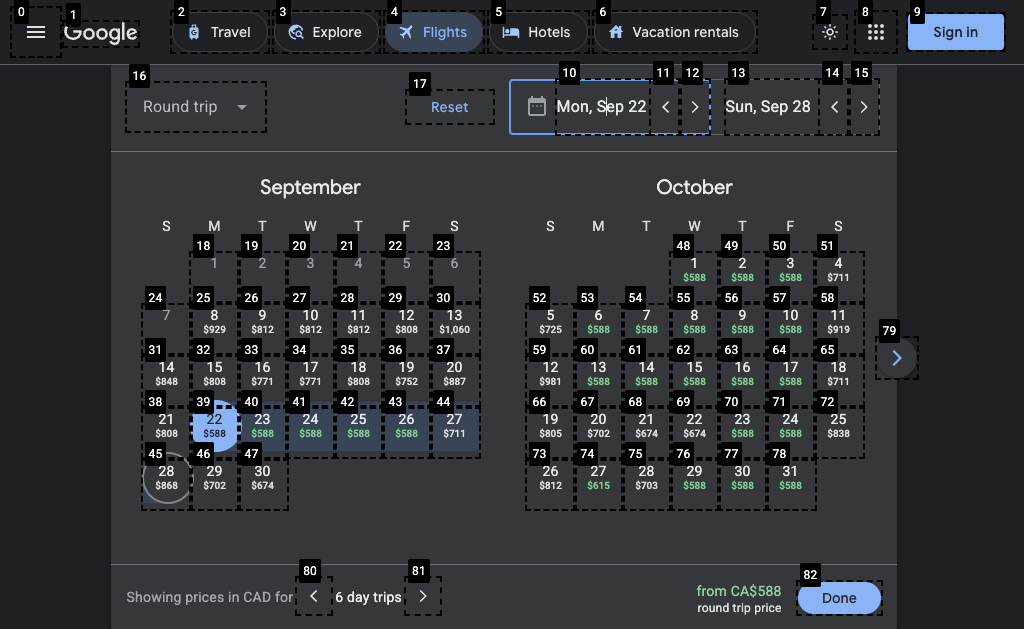 0 1 2 3 4 5 6 7 8 9
Google Travel Explore Flights Hotels Vacation rentals Sign in
16 17 10 11 12 13 14 15
Round trip Reset Mon, Sep 22 Sun, Sep 28
September
S M T W T F S
18 19 20 21 22 23
1 2 3 4 5 6
24 25 26 27 28 29 30
7 8 9 10 11 12 13
$929 $812 $812 $812 $808 $1,060
31 32 33 34 35 36 37
14 15 16 17 18 19 20
$848 $808 $771 $771 $808 $752 $887
38 39 40 41 42 43 44
21 22 23 24 25 26 27
$808 $588 $588 $588 $588 $588 $711
45 46 47
28 29 30
$868 $702 $674
October
S M T W T F S
48 49 50 51
1 2 3 4
$588 $588 $588 $711
52 53 54 55 56 57 58
5 6 7 8 9 10 11
$725 $588 $588 $588 $588 $588 $919
59 60 61 62 63 64 65
12 13 14 15 16 17 18
$981 $588 $588 $588 $588 $588 $711
66 67 68 69 70 71 72
19 20 21 22 23 24 25
$805 $702 $674 $674 $588 $588 $838
73 74 75 76 77 78
26 27 28 29 30 31
$812 $615 $703 $588 $588 $588
79
80 81 82
Showing prices in CAD for 6 day trips
from CA$588
round trip price
Done